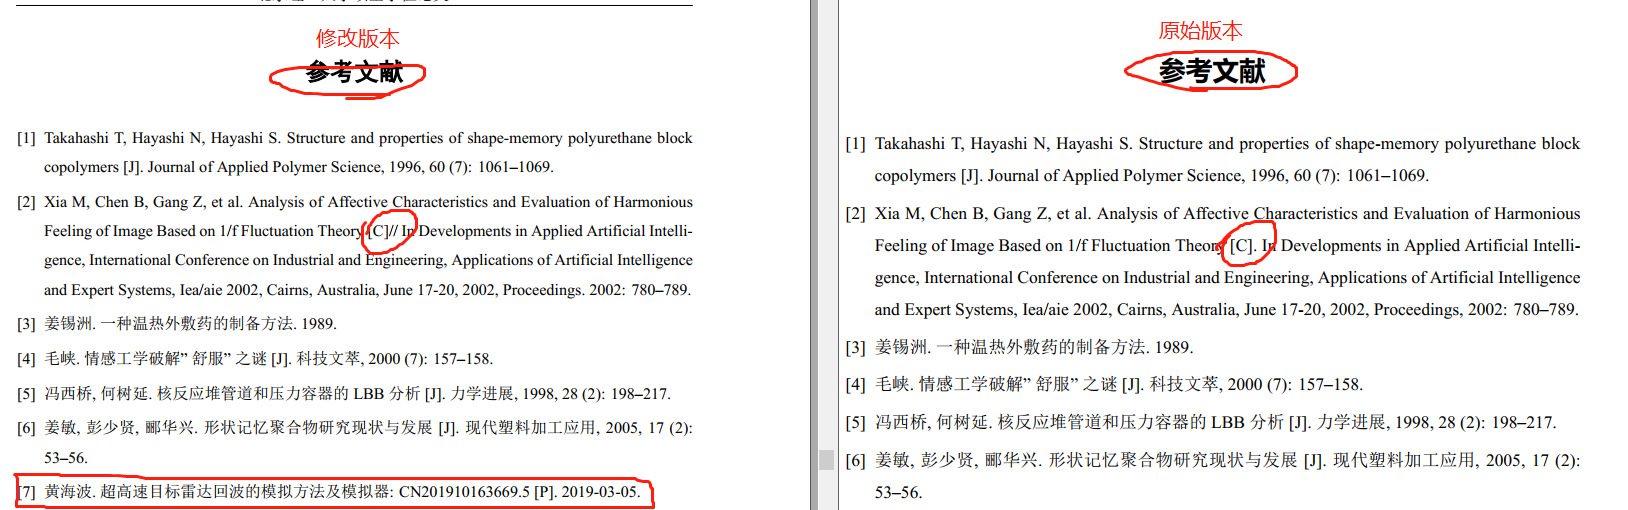 修改版本
参考文献
[1] Takahashi T, Hayashi N, Hayashi S. Structure and properties of shape-memory polyurethane block
copolymers [J]. Journal of Applied Polymer Science, 1996, 60 (7): 1061–1069.
[2] Xia M, Chen B, Gang Z, et al. Analysis of Affective Characteristics and Evaluation of Harmonious
Feeling of Image Based on 1/f Fluctuation Theory [C]// In Developments in Applied Artificial Intelli-
gence, International Conference on Industrial and Engineering, Applications of Artificial Intelligence
and Expert Systems, Iea/aie 2002, Cairns, Australia, June 17-20, 2002, Proceedings. 2002: 780–789.
[3] 姜锡洲. 一种温热外敷药的制备方法. 1989.
[4] 毛峡. 情感工学破解” 舒服” 之谜 [J]. 科技文萃, 2000 (7): 157–158.
[5] 冯西桥, 何树延. 核反应堆管道和压力容器的 LBB 分析 [J]. 力学进展, 1998, 28 (2): 198–217.
[6] 姜敏, 彭少贤, 郦华兴. 形状记忆聚合物研究现状与发展 [J]. 现代塑料加工应用, 2005, 17 (2):
53–56.
[7] 黄海波. 超高速目标雷达回波的模拟方法及模拟器: CN201910163669.5 [P]. 2019-03-05.
原始版本
参考文献
[1] Takahashi T, Hayashi N, Hayashi S. Structure and properties of shape-memory polyurethane block
copolymers [J]. Journal of Applied Polymer Science, 1996, 60 (7): 1061–1069.
[2] Xia M, Chen B, Gang Z, et al. Analysis of Affective Characteristics and Evaluation of Harmonious
Feeling of Image Based on 1/f Fluctuation Theory [C]. In Developments in Applied Artificial Intelli-
gence, International Conference on Industrial and Engineering, Applications of Artificial Intelligence
and Expert Systems, Iea/aie 2002, Cairns, Australia, June 17-20, 2002, Proceedings, 2002: 780–789.
[3] 姜锡洲. 一种温热外敷药的制备方法. 1989.
[4] 毛峡. 情感工学破解” 舒服” 之谜 [J]. 科技文萃, 2000 (7): 157–158.
[5] 冯西桥, 何树延. 核反应堆管道和压力容器的 LBB 分析 [J]. 力学进展, 1998, 28 (2): 198–217.
[6] 姜敏, 彭少贤, 郦华兴. 形状记忆聚合物研究现状与发展 [J]. 现代塑料加工应用, 2005, 17 (2):
53–56.